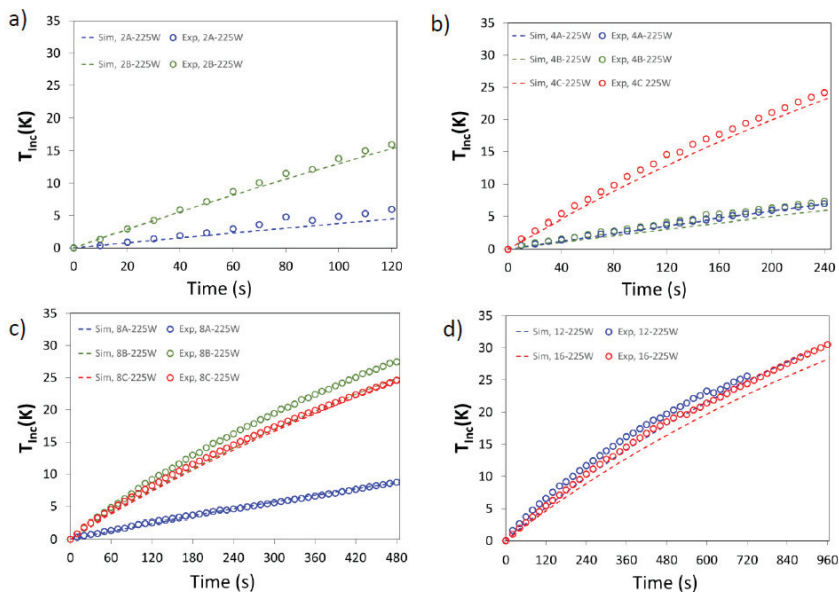 a)
Sim, 2A-225W Exp, 2A-225W
Sim, 2B-225W Exp, 2B-225W
T_Inc(K)
35
30
25
20
15
10
5
0
0 20 40 60 80 100 120
Time (s)
b)
Sim, 4A-225W Exp, 4A-225W
Sim, 4B-225W Exp, 4B-225W
Sim, 4C-225W Exp, 4C 225W
T_Inc(K)
35
30
25
20
15
10
5
0
0 40 80 120 160 200 240
Time (s)
c)
Sim, 8A-225W Exp, 8A-225W
Sim, 8B-225W Exp, 8B-225W
Sim, 8C-225W Exp, 8C-225W
T_Inc(K)
35
30
25
20
15
10
5
0
0 60 120 180 240 300 360 420 480
Time (s)
d)
Sim, 12-225W Exp, 12-225W
Sim, 16-225W Exp, 16-225W
T_Inc(K)
35
30
25
20
15
10
5
0
0 120 240 360 480 600 720 840 960
Time (s)